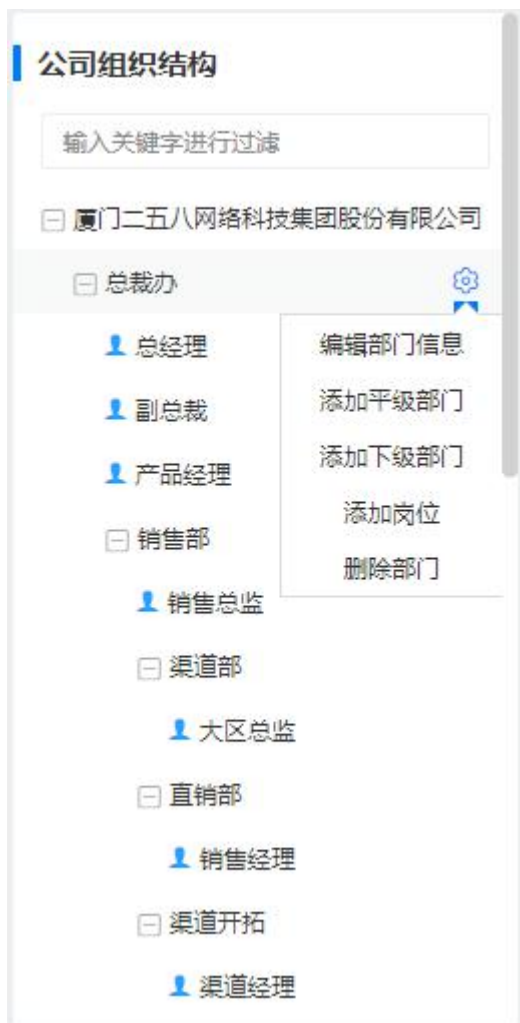 公司组织结构
输入关键字进行过滤
厦门二五八网络科技集团股份有限公司
总裁办
总经理
编辑部门信息
副总裁
添加平级部门
产品经理
添加下级部门
销售部
添加岗位
删除部门
销售总监
渠道部
大区总监
直销部
销售经理
渠道开拓
渠道经理